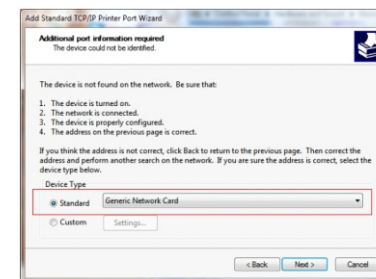 Add Standard TCP/IP Printer Port Wizard
Additional port information required
The device could not be identified.
The device is not found on the network. Be sure that:
1. The device is turned on.
2. The network is connected.
3. The device is properly configured.
4. The address on the previous page is correct.
If you think the address is not correct, click Back to return to the previous page. Then correct the
address and perform another search on the network. If you are sure the address is correct, select the
device type below.
Device Type
Standard Generic Network Card
Custom Settings...
< Back Next > Cancel